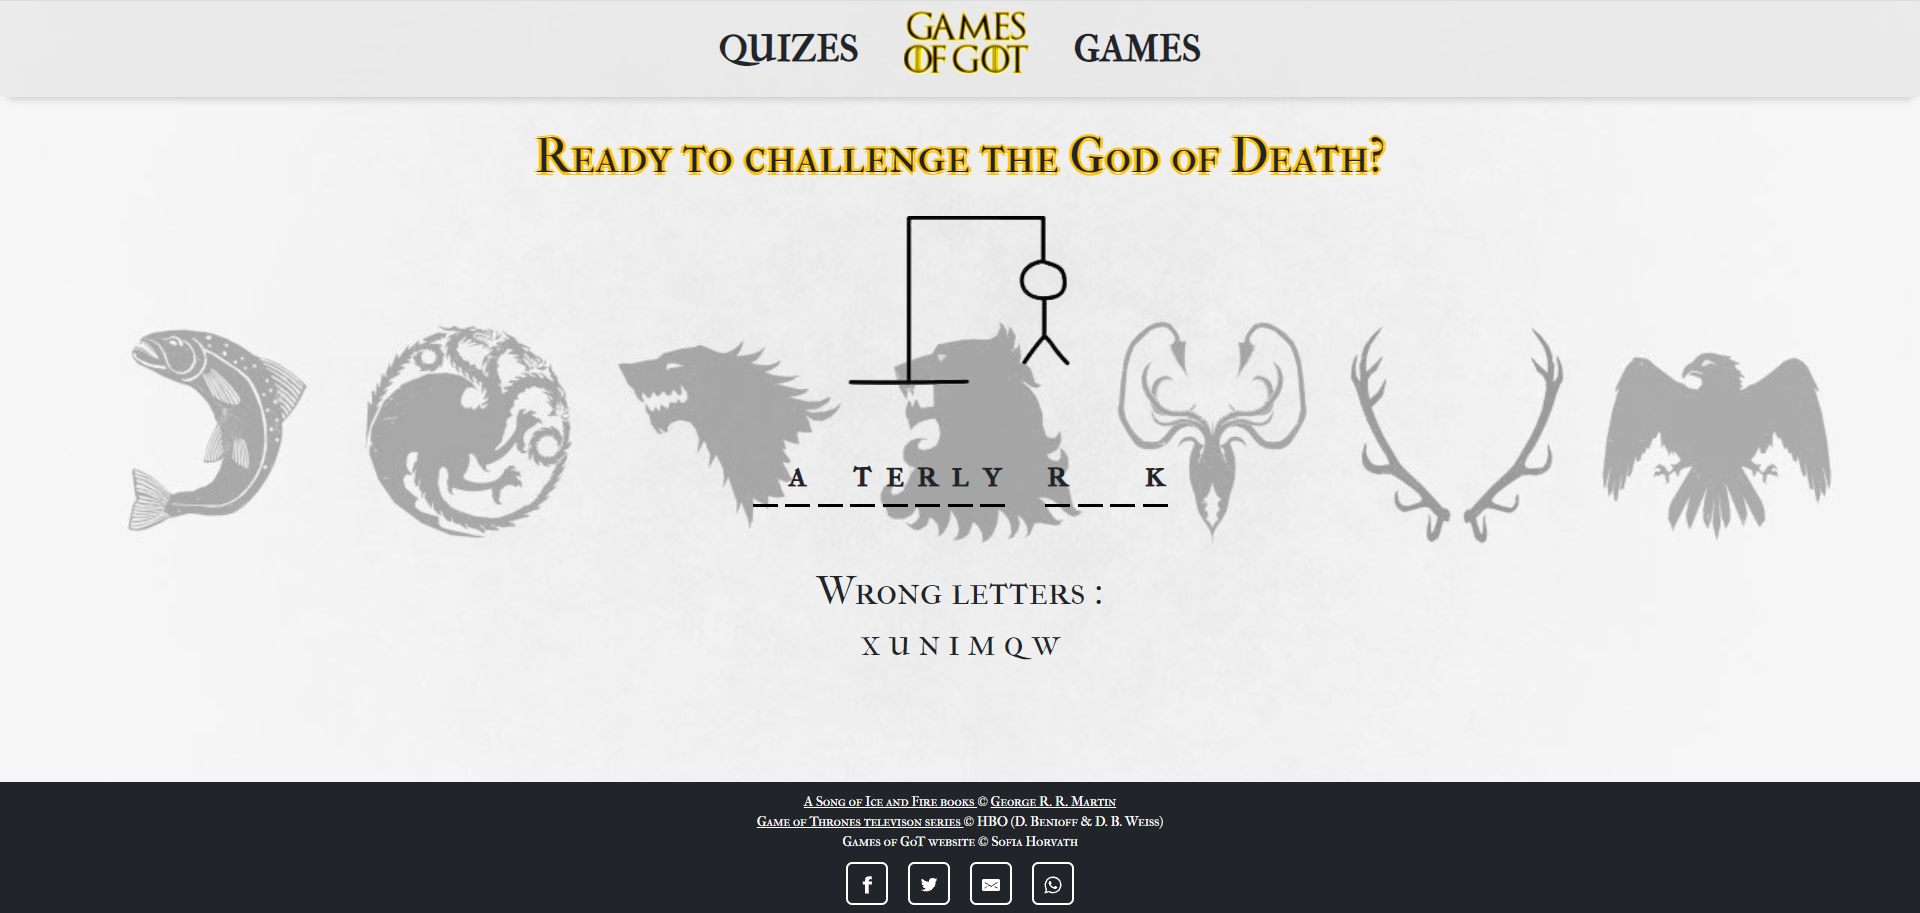 QUIZES
GAMES
OF GOT
GAMES
Ready to challenge the God of Death?
_ A _ T E R L Y   R _ _ K
Wrong letters :
X U N I M Q W
A Song of Ice and Fire books © George R. R. Martin
Game of Thrones televison series © HBO (D. Benioff & D. B. Weiss)
Games of GoT website © Sofia Horvath